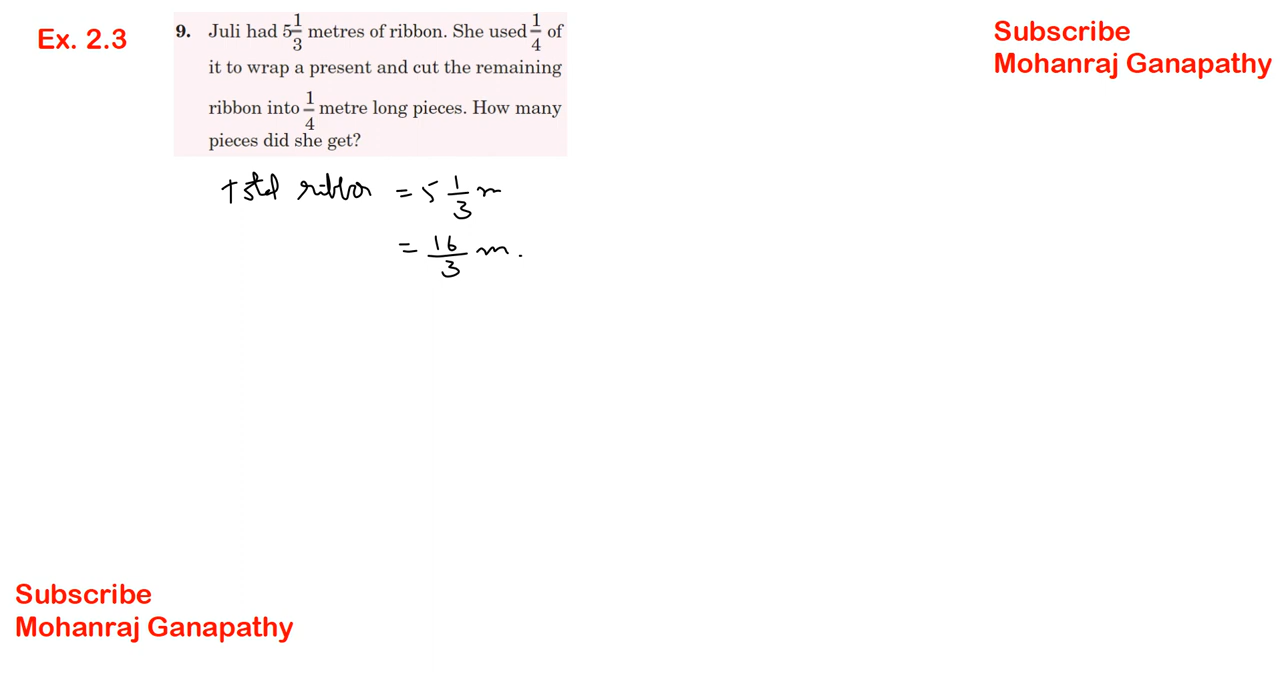 Ex. 2.3
9. Juli had 5 1/3 metres of ribbon. She used 1/4 of
it to wrap a present and cut the remaining
ribbon into 1/4 metre long pieces. How many
pieces did she get?
Subscribe
Mohanraj Ganapathy
total ribbon = 5 1/3 m
= 16/3 m.
Subscribe
Mohanraj Ganapathy